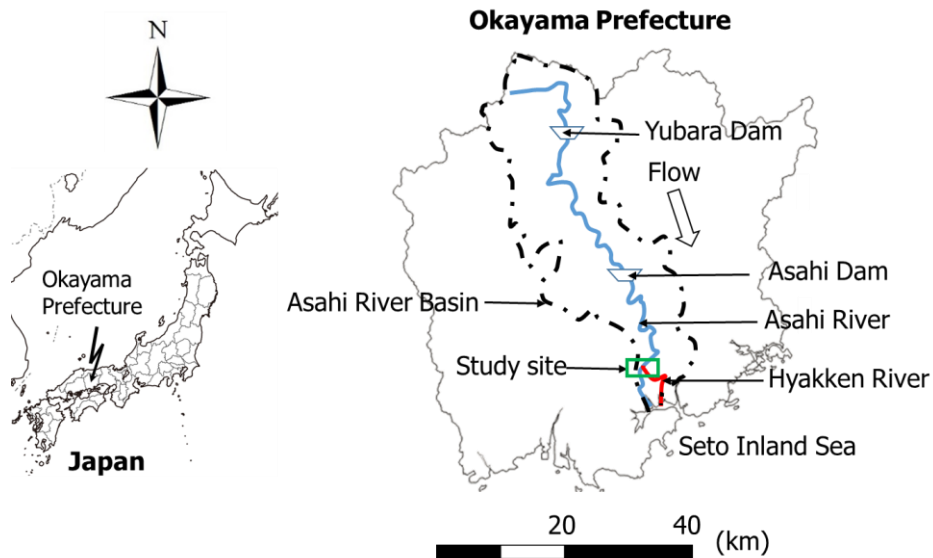 Okayama Prefecture
N
Yubara Dam
Flow
Okayama
Prefecture
Asahi River Basin
Asahi Dam
Asahi River
Study site
Hyakken River
Japan
Seto Inland Sea
20
40
(km)